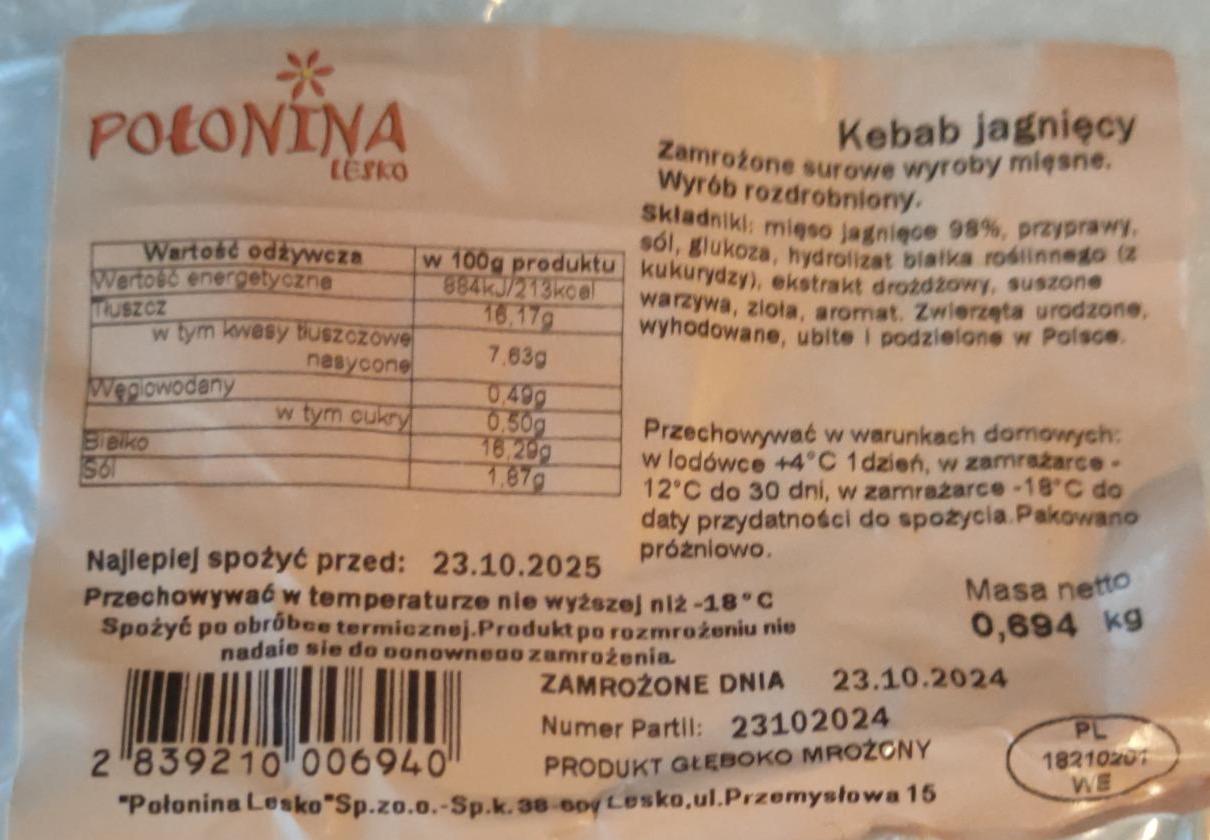 POŁONINA
LESKO
Kebab jagnięcy
Zamrożone surowe wyroby mięsne.
Wyrób rozdrobniony.
Składniki: mięso jagnięce 98%, przyprawy,
sól, glukoza, hydrolizat białka roślinnego (z
kukurydzy), ekstrakt drożdżowy, suszone
warzywa, zioła, aromat. Zwierzęta urodzone,
wyhodowane, ubite i podzielone w Polsce.
Wartość odżywcza w 100g produktu
Wartość energetyczna 884kJ/213kcal
Tłuszcz 16,17g
w tym kwasy tłuszczowe
nasycone 7,63g
Węglowodany 0,49g
w tym cukry 0,50g
Białko 16,29g
Sól 1,87g
Przechowywać w warunkach domowych:
w lodówce +4°C 1dzień, w zamrażarce -
12°C do 30 dni, w zamrażarce -18°C do
daty przydatności do spożycia.Pakowano
próżniowo.
Najlepiej spożyć przed: 23.10.2025
Przechowywać w temperaturze nie wyższej niż -18°C
Spożyć po obróbce termicznej.Produkt po rozmrożeniu nie
nadaje się do ponownego zamrożenia.
Masa netto
0,694 kg
ZAMROŻONE DNIA 23.10.2024
Numer Partii: 23102024
PRODUKT GŁĘBOKO MROŻONY
2 839210 006940
PL
18210201
WE
"Połonina Lesko"Sp.zo.o.-Sp.k. Lesko,ul.Przemysłowa 15